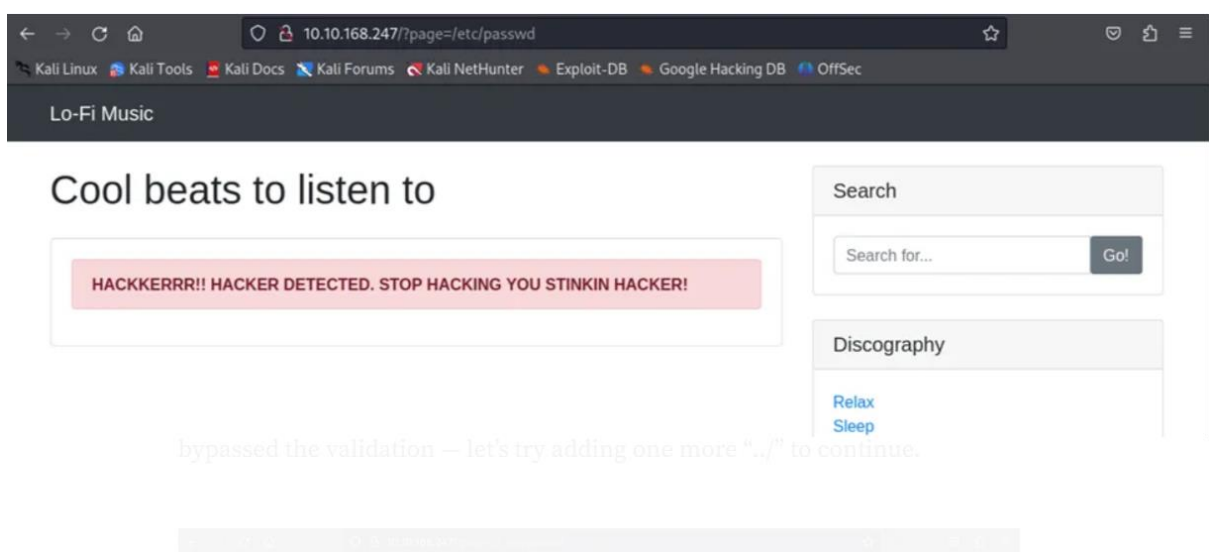 10.10.168.247/?page=/etc/passwd
Kali Linux Kali Tools Kali Docs Kali Forums Kali NetHunter Exploit-DB Google Hacking DB OffSec
Lo-Fi Music
Cool beats to listen to
Search
Search for... Go!
HACKKERRR!! HACKER DETECTED. STOP HACKING YOU STINKIN HACKER!
Discography
Relax
Sleep
bypassed the validation — let's try adding one more “../” to continue.